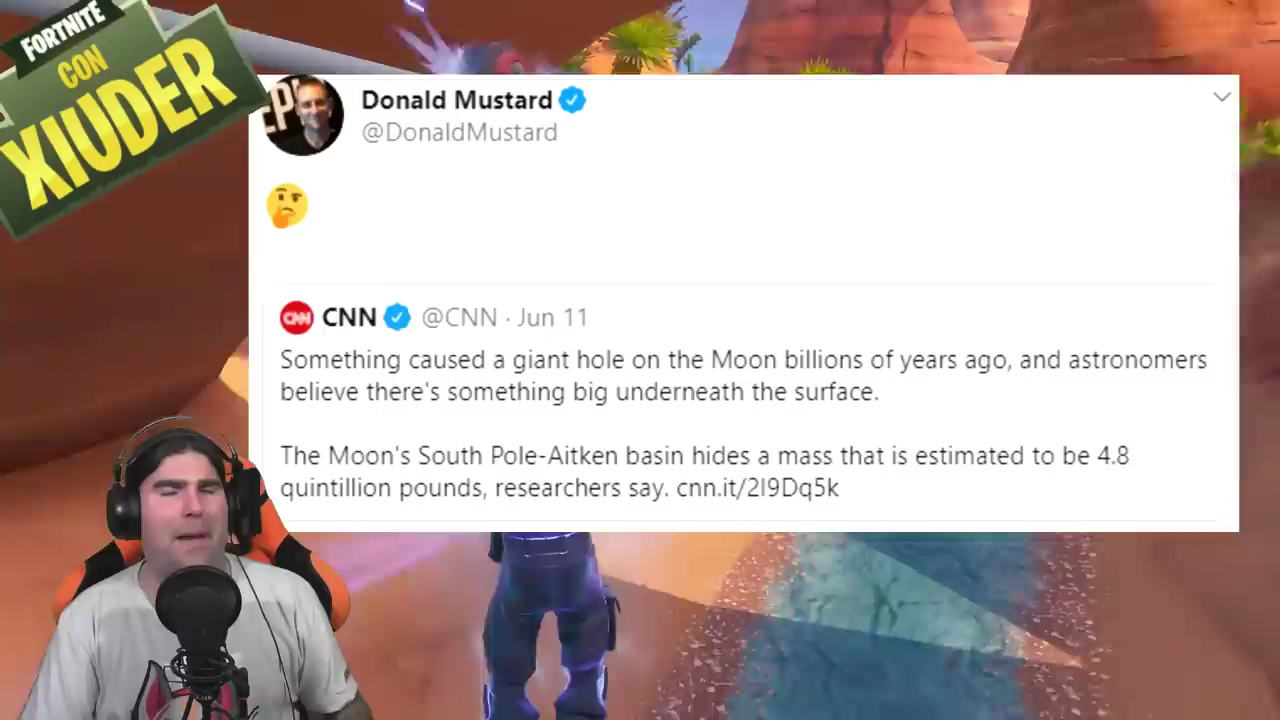 FORTNITE
CON
XIUDER
EPI
Donald Mustard
@DonaldMustard
CNN CNN @CNN · Jun 11
Something caused a giant hole on the Moon billions of years ago, and astronomers
believe there's something big underneath the surface.
The Moon's South Pole-Aitken basin hides a mass that is estimated to be 4.8
quintillion pounds, researchers say. cnn.it/2I9Dq5k